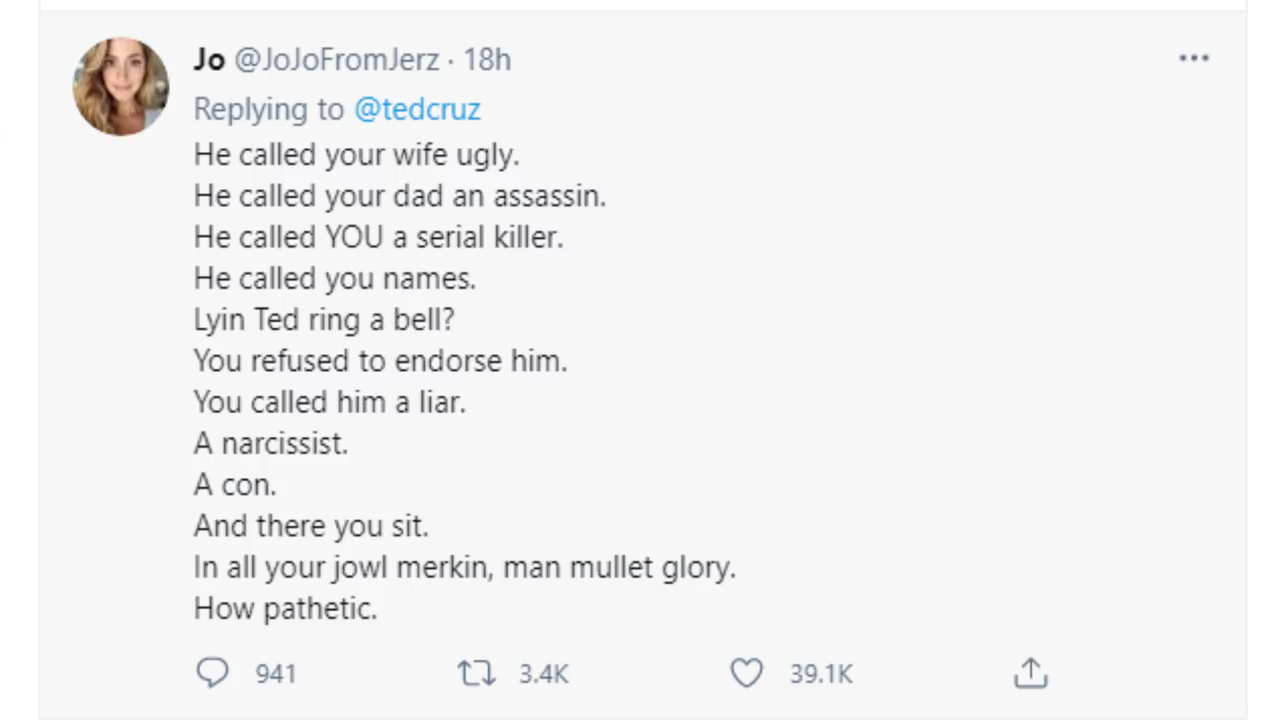 Jo @JoJoFromJerz · 18h
Replying to @tedcruz
He called your wife ugly.
He called your dad an assassin.
He called YOU a serial killer.
He called you names.
Lyin Ted ring a bell?
You refused to endorse him.
You called him a liar.
A narcissist.
A con.
And there you sit.
In all your jowl merkin, man mullet glory.
How pathetic.
941 3.4K 39.1K